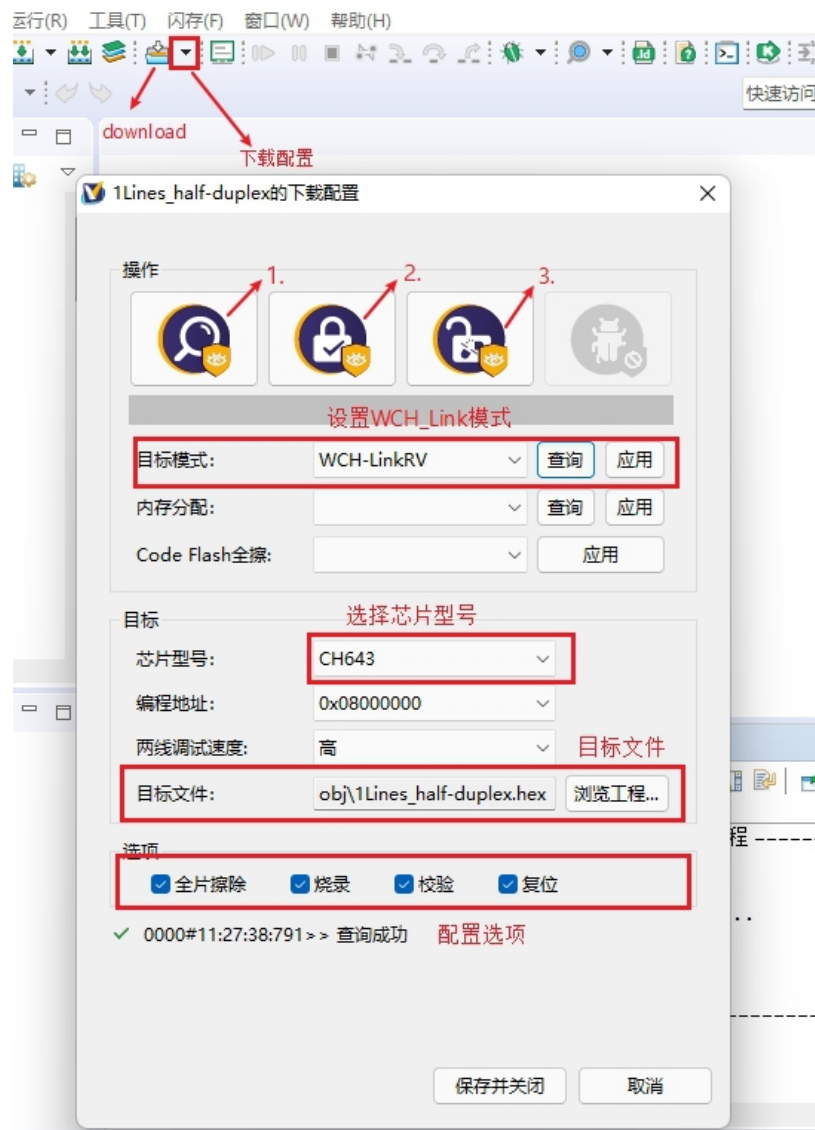 运行(R) 工具(T) 闪存(F) 窗口(W) 帮助(H)
快速访问
download
下载配置
1Lines_half-duplex的下载配置
操作
1.
2.
3.
设置WCH_Link模式
目标模式: WCH-LinkRV 查询 应用
内存分配: 查询 应用
Code Flash全擦: 应用
目标
选择芯片型号
芯片型号: CH643
编程地址: 0x08000000
两线调试速度: 高
目标文件
目标文件: obj\1Lines_half-duplex.hex 浏览工程...
程 -----
选项
全片擦除 烧录 校验 复位
..
0000#11:27:38:791>> 查询成功
配置选项
-------
保存并关闭 取消